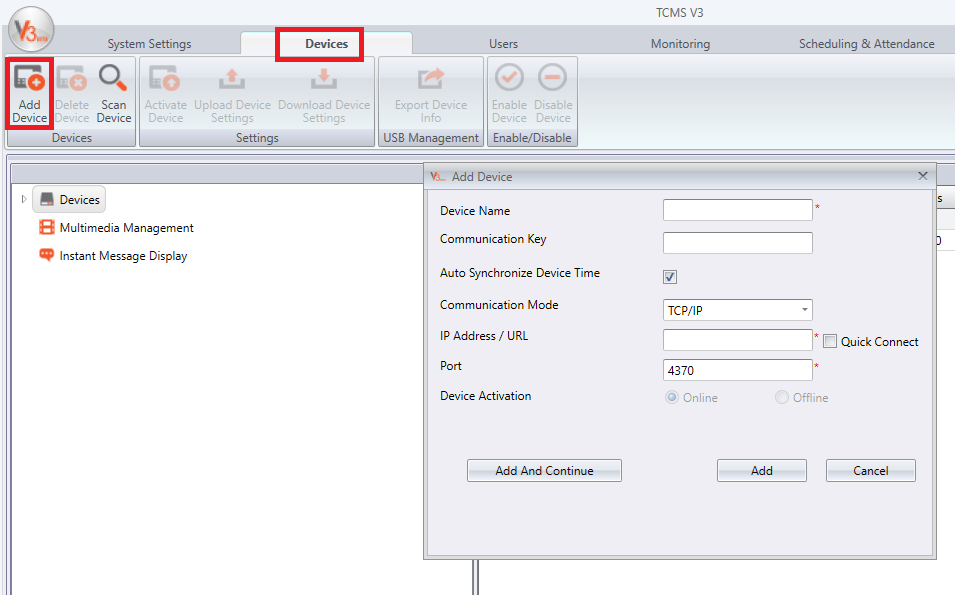 TCMS V3
V3 BETA
System Settings
Devices
Users
Monitoring
Scheduling & Attendance
Add Device
Delete Device
Scan Device
Activate Device
Upload Device Settings
Download Device Settings
Export Device Info
Enable Device
Disable Device
Devices
Settings
USB Management
Enable/Disable
Devices
Multimedia Management
Instant Message Display
V3 Add Device
Device Name *
Communication Key
Auto Synchronize Device Time
Communication Mode TCP/IP
IP Address / URL * Quick Connect
Port 4370 *
Device Activation Online Offline
Add And Continue Add Cancel
s
0